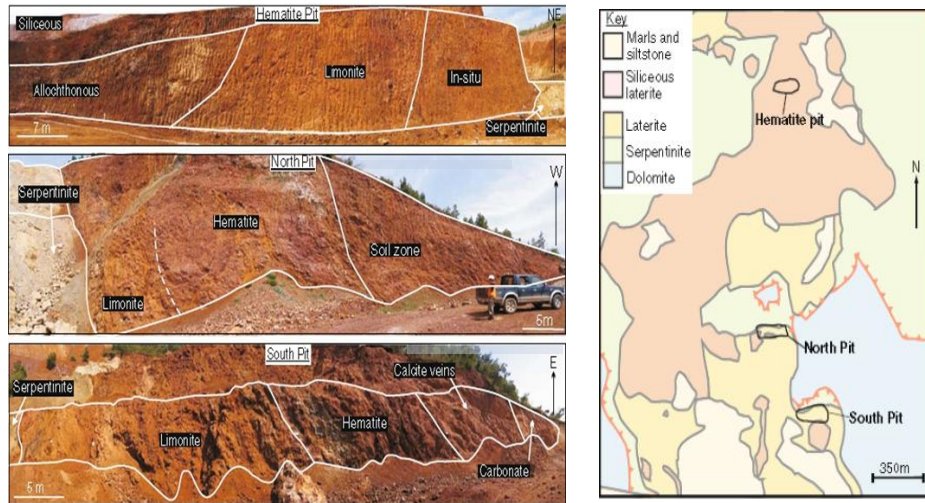 Hematite Pit
Siliceous
NE
Limonite
In-situ
Allochthonous
Serpentinite
7 m
North Pit
W
Serpentinite
Hematite
Soil zone
Limonite
5m
South Pit
E
Calcite veins
Serpentinite
Hematite
Limonite
Carbonate
5 m
Key
Marls and
siltstone
Siliceous
laterite
Laterite
Serpentinite
Dolomite
Hematite pit
N
North Pit
South Pit
350m